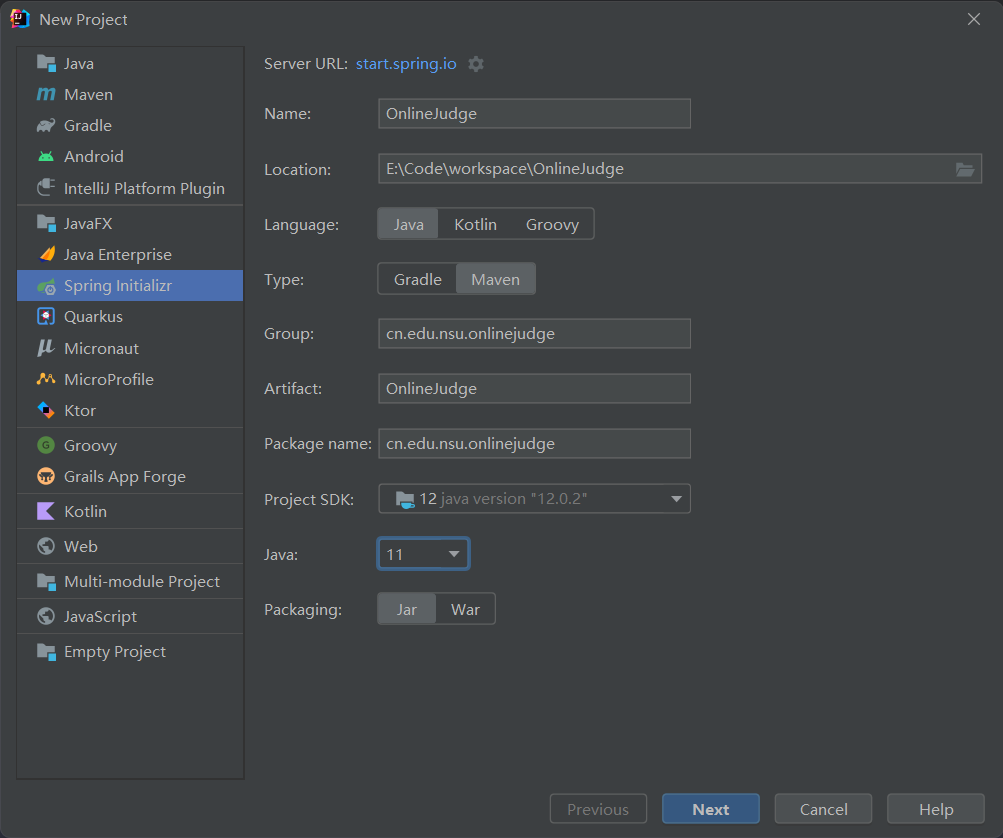 New Project
Java
Maven
Gradle
Android
IntelliJ Platform Plugin
JavaFX
Java Enterprise
Spring Initializr
Quarkus
Micronaut
MicroProfile
Ktor
Groovy
Grails App Forge
Kotlin
Web
Multi-module Project
JavaScript
Empty Project
Server URL: start.spring.io
Name: OnlineJudge
Location: E:\Code\workspace\OnlineJudge
Language: Java Kotlin Groovy
Type: Gradle Maven
Group: cn.edu.nsu.onlinejudge
Artifact: OnlineJudge
Package name: cn.edu.nsu.onlinejudge
Project SDK: 12 java version "12.0.2"
Java: 11
Packaging: Jar War
Previous Next Cancel Help